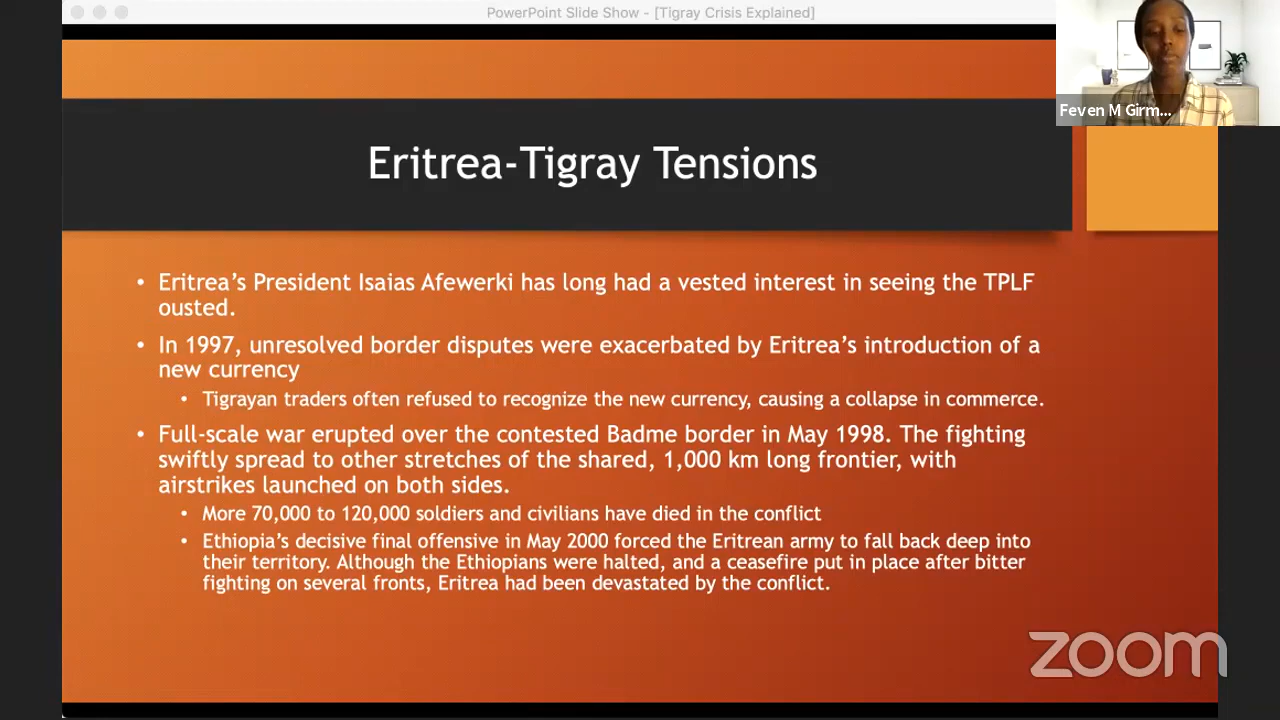 PowerPoint Slide Show - [Tigray Crisis Explained]
Feven M Girm...
Eritrea-Tigray Tensions
• Eritrea's President Isaias Afewerki has long had a vested interest in seeing the TPLF
ousted.
• In 1997, unresolved border disputes were exacerbated by Eritrea's introduction of a
new currency
• Tigrayan traders often refused to recognize the new currency, causing a collapse in commerce.
• Full-scale war erupted over the contested Badme border in May 1998. The fighting
swiftly spread to other stretches of the shared, 1,000 km long frontier, with
airstrikes launched on both sides.
• More 70,000 to 120,000 soldiers and civilians have died in the conflict
• Ethiopia's decisive final offensive in May 2000 forced the Eritrean army to fall back deep into
their territory. Although the Ethiopians were halted, and a ceasefire put in place after bitter
fighting on several fronts, Eritrea had been devastated by the conflict.
zoom